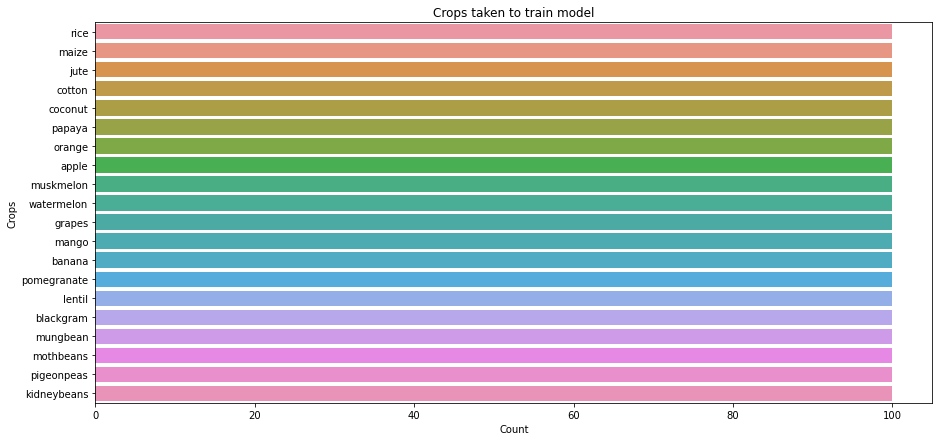 Crops taken to train model
Crops
rice
maize
jute
cotton
coconut
papaya
orange
apple
muskmelon
watermelon
grapes
mango
banana
pomegranate
lentil
blackgram
mungbean
mothbeans
pigeonpeas
kidneybeans
0 20 40 60 80 100
Count